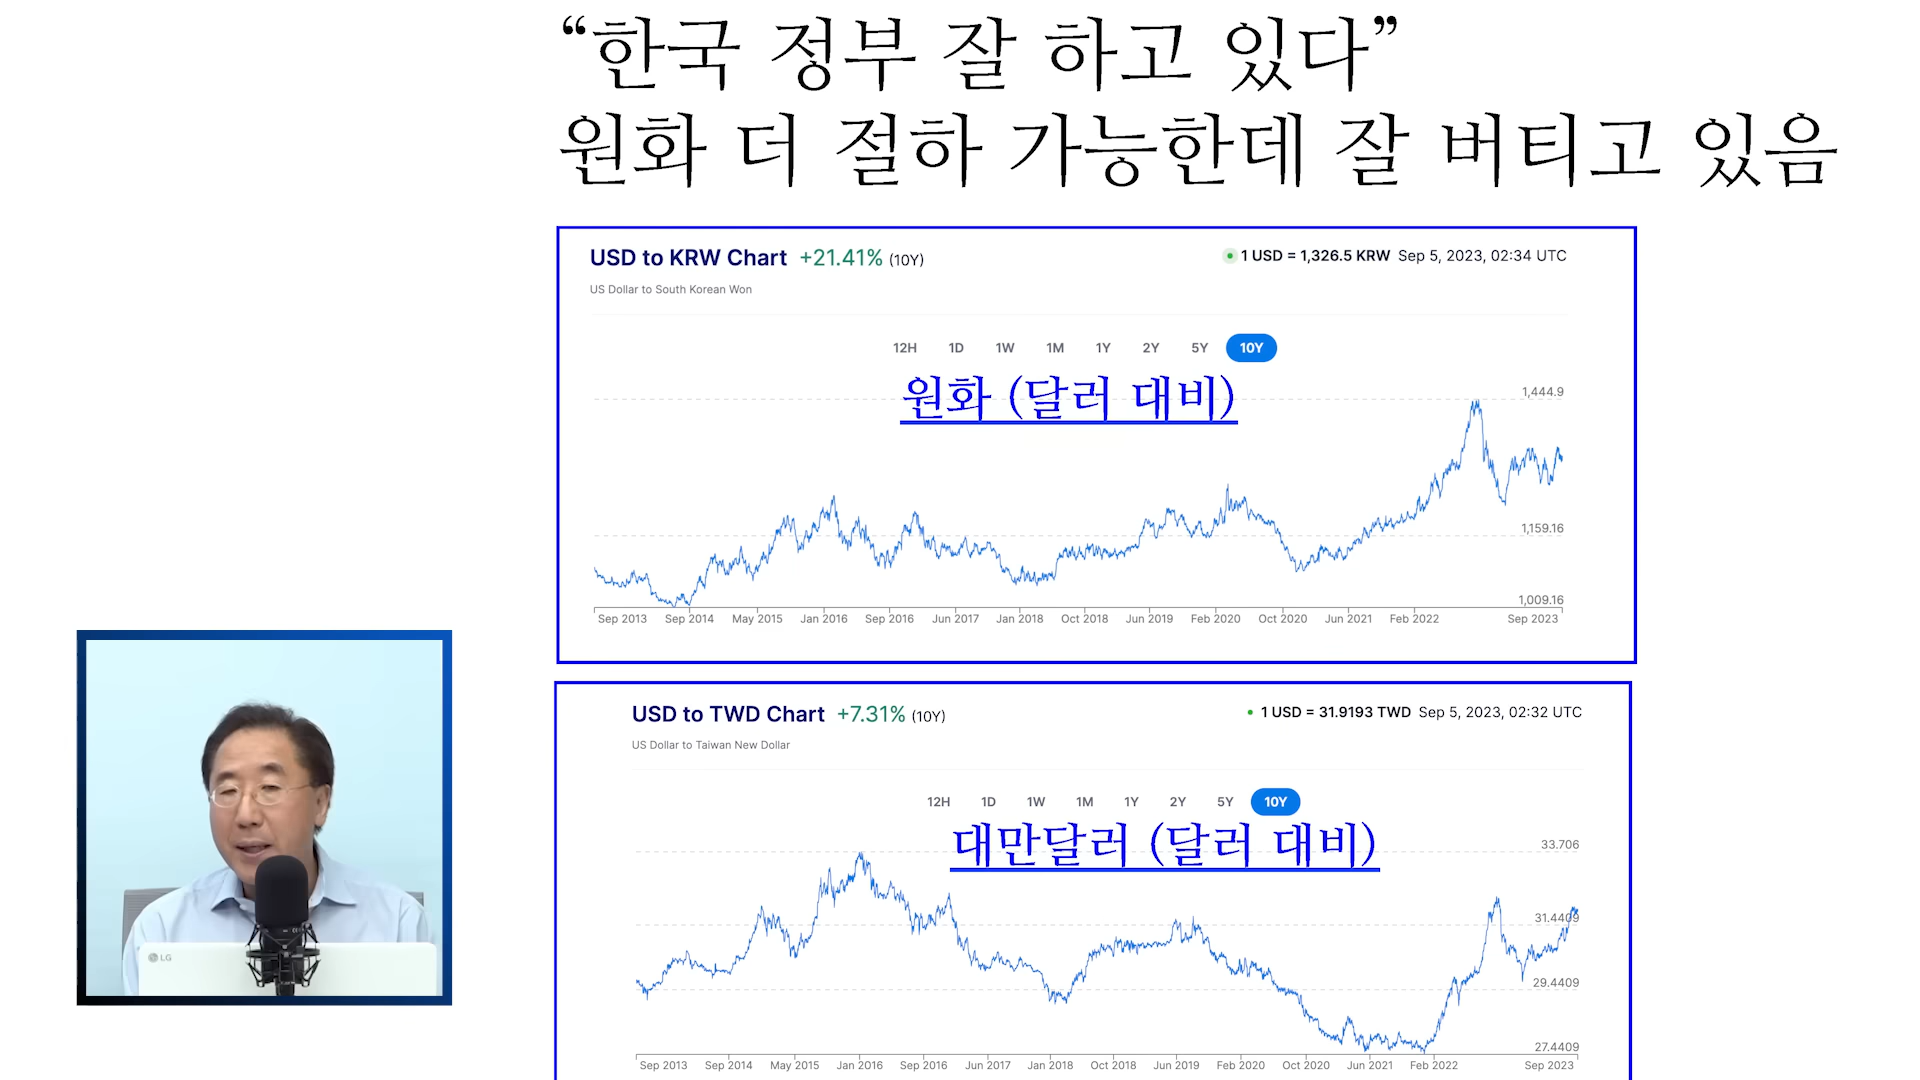 “한국 정부 잘 하고 있다”
원화 더 절하 가능한데 잘 버티고 있음
USD to KRW Chart +21.41% (10Y)
1 USD = 1,326.5 KRW Sep 5, 2023, 02:34 UTC
US Dollar to South Korean Won
12H 1D 1W 1M 1Y 2Y 5Y 10Y
원화 (달러 대비)
1,444.9
1,159.16
1,009.16
Sep 2013 Sep 2014 May 2015 Jan 2016 Sep 2016 Jun 2017 Jan 2018 Oct 2018 Jun 2019 Feb 2020 Oct 2020 Jun 2021 Feb 2022 Sep 2023
USD to TWD Chart +7.31% (10Y)
1 USD = 31.9193 TWD Sep 5, 2023, 02:32 UTC
US Dollar to Taiwan New Dollar
12H 1D 1W 1M 1Y 2Y 5Y 10Y
대만달러 (달러 대비)
33.706
31.4409
29.4409
27.4409
Sep 2013 Sep 2014 May 2015 Jan 2016 Sep 2016 Jun 2017 Jan 2018 Oct 2018 Jun 2019 Feb 2020 Oct 2020 Jun 2021 Feb 2022 Sep 2023
LG